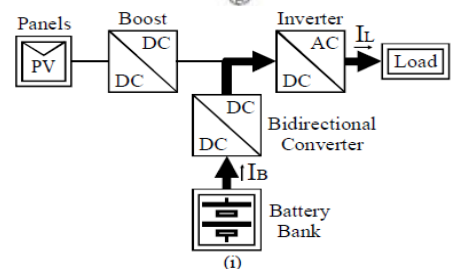 Panels
Boost
Inverter
PV
DC
DC
AC
DC
IL
Load
DC
DC
Bidirectional
Converter
IB
Battery
Bank
(i)